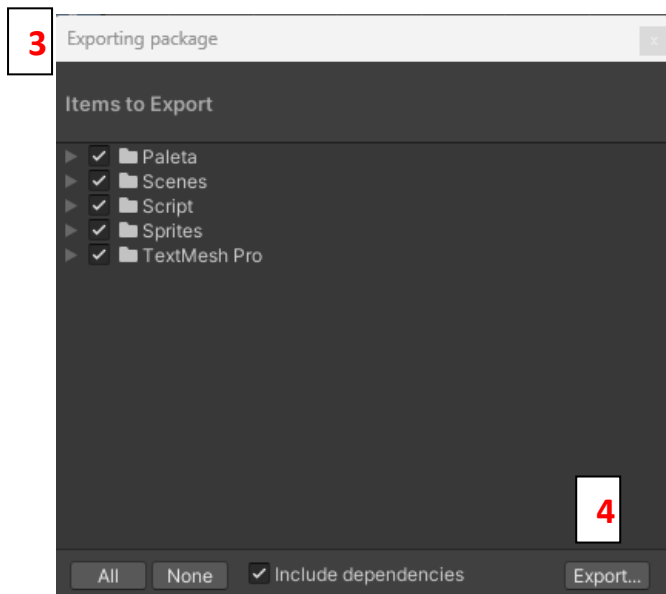 3
Exporting package
x
Items to Export
Paleta
Scenes
Script
Sprites
TextMesh Pro
4
All None Include dependencies Export...